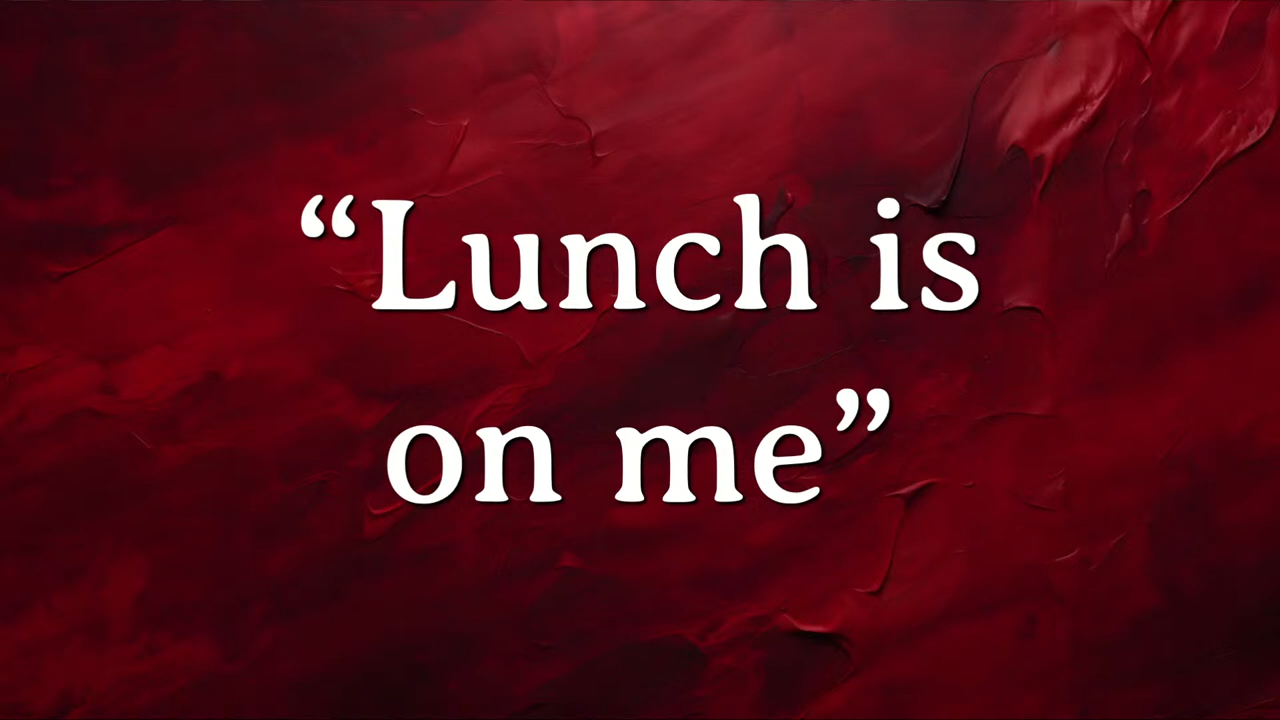 “Lunch is
on me”